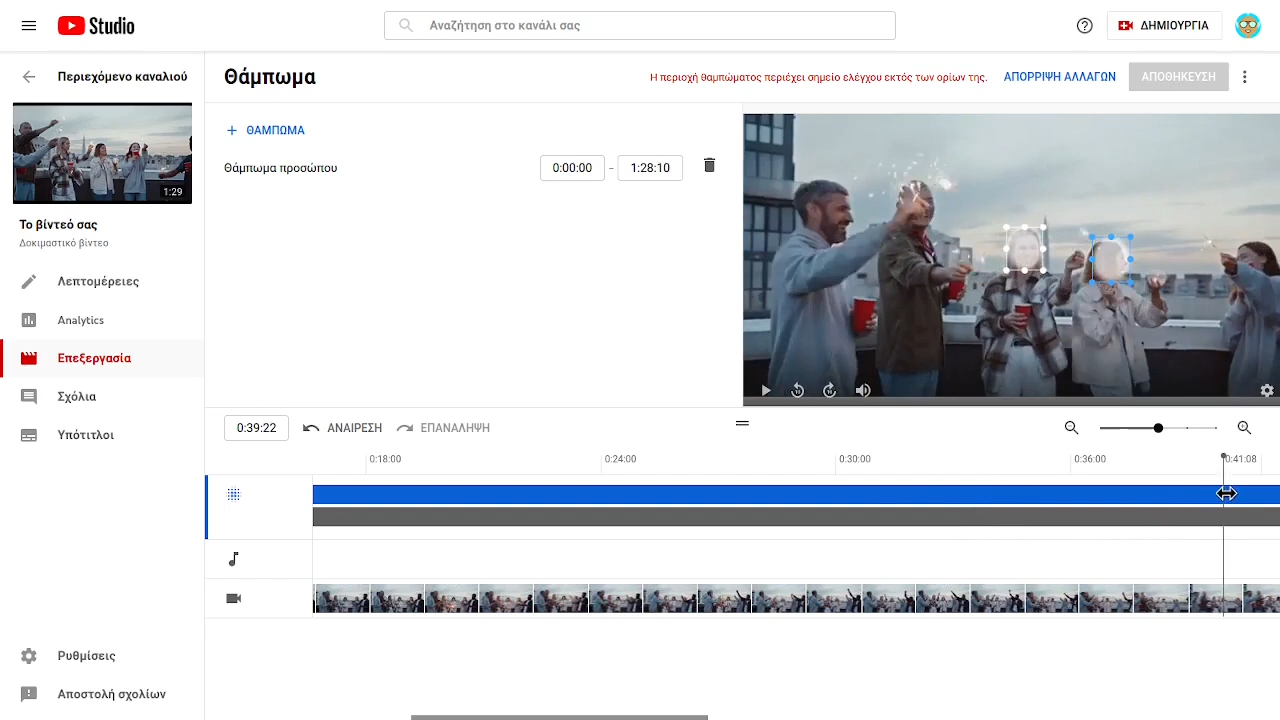 Studio
Αναζήτηση στο κανάλι σας
ΔΗΜΙΟΥΡΓΙΑ
Περιεχόμενο καναλιού
Θάμπωμα
Η περιοχή θαμπώματος περιέχει σημείο ελέγχου εκτός των ορίων της.
ΑΠΟΡΡΙΨΗ ΑΛΛΑΓΩΝ
ΑΠΟΘΗΚΕΥΣΗ
1:29
ΘΑΜΠΩΜΑ
Θάμπωμα προσώπου
0:00:00 - 1:28:10
Το βίντεό σας
Δοκιμαστικό βίντεο
Λεπτομέρειες
Analytics
Επεξεργασία
Σχόλια
Υπότιτλοι
0:39:22
ΑΝΑΙΡΕΣΗ
ΕΠΑΝΑΛΗΨΗ
0:18:00
0:24:00
0:30:00
0:36:00
0:41:08
Ρυθμίσεις
Αποστολή σχολίων